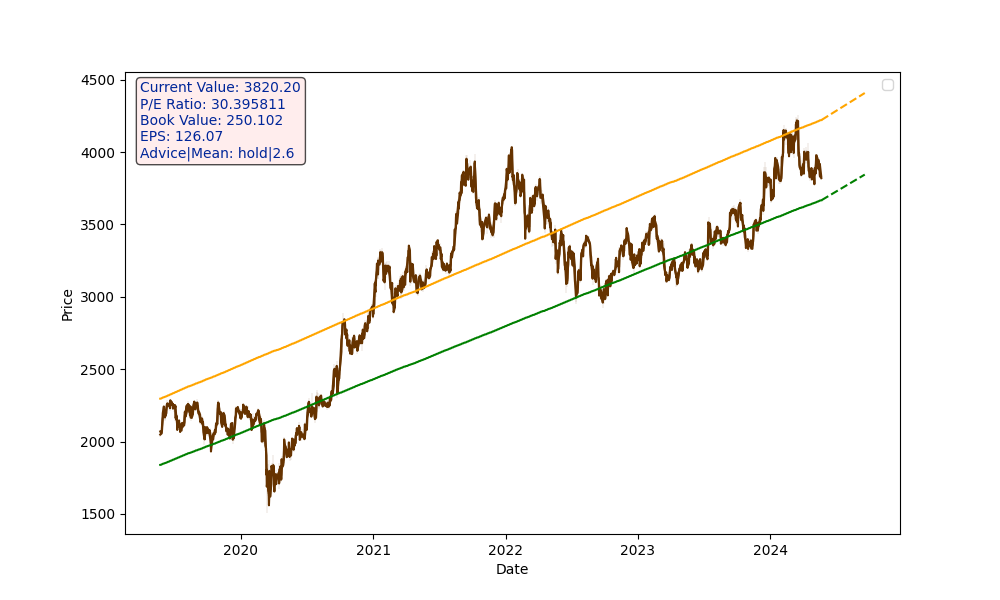 Current Value: 3820.20
P/E Ratio: 30.395811
Book Value: 250.102
EPS: 126.07
Advice|Mean: hold|2.6
4500
4000
3500
3000
2500
2000
1500
Price
2020
2021
2022
2023
2024
Date